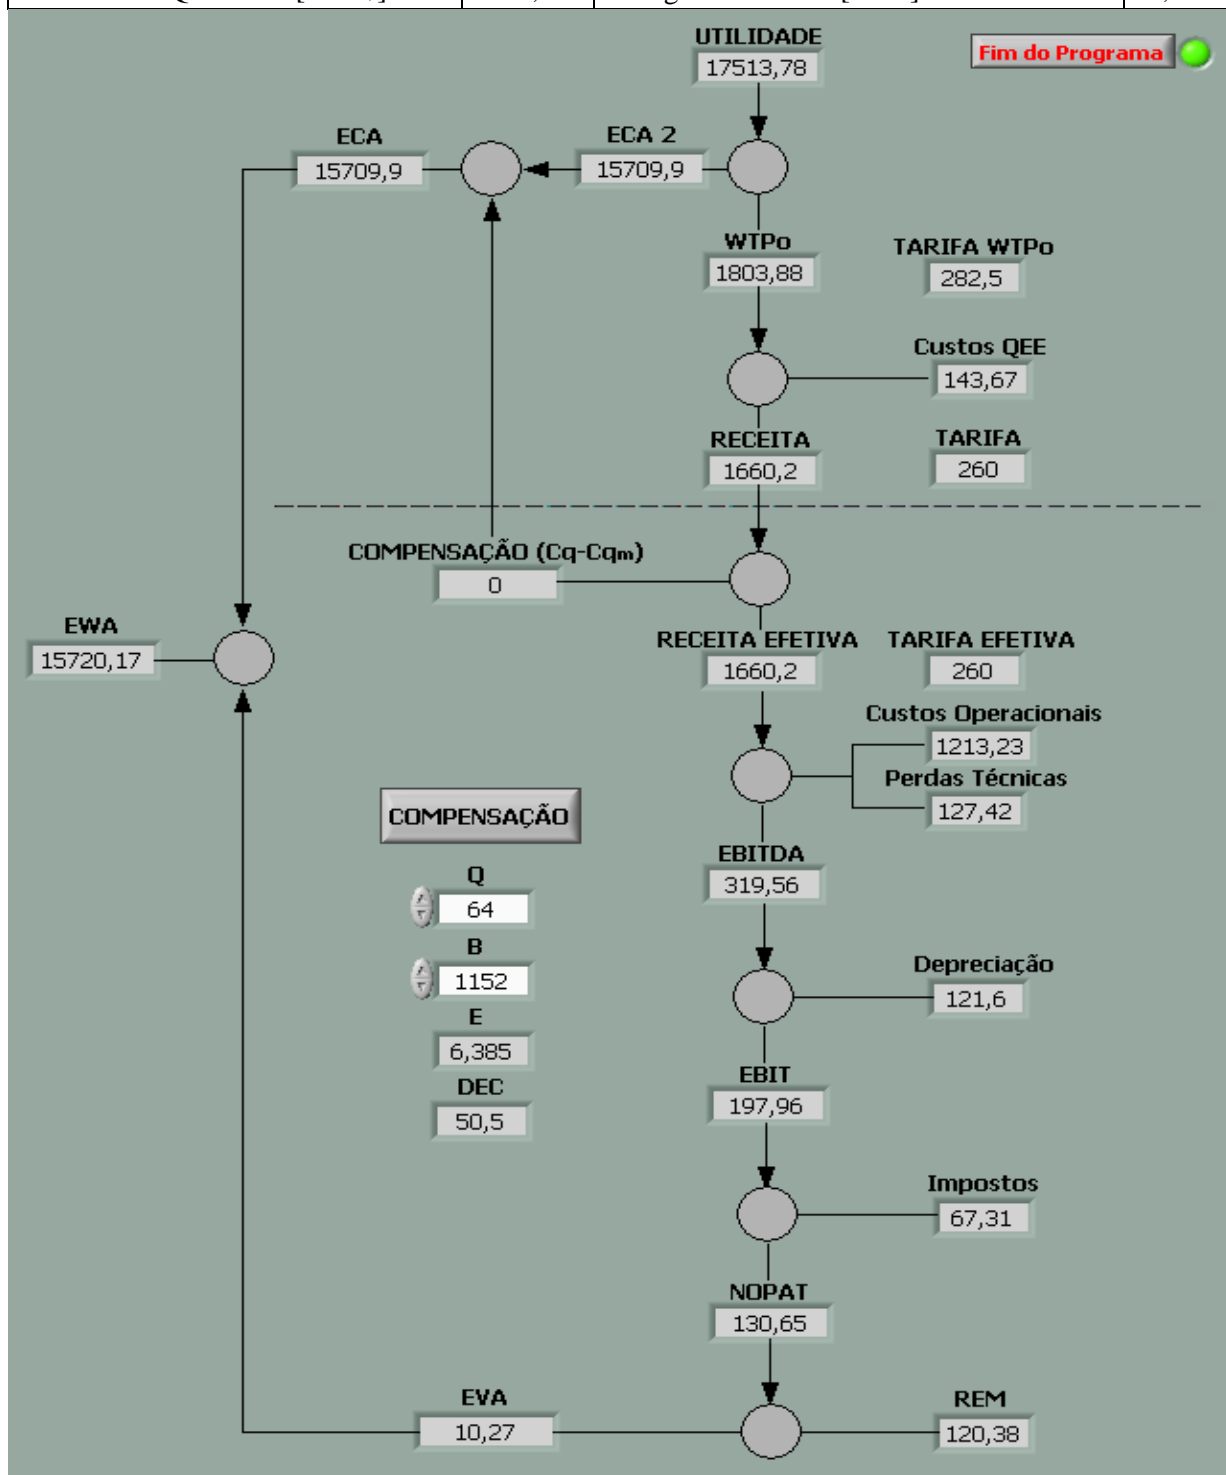 UTILIDADE
17513,78
Fim do Programa
ECA
15709,9
ECA 2
15709,9
WTPo
1803,88
TARIFA WTPo
282,5
Custos QEE
143,67
RECEITA
1660,2
TARIFA
260
COMPENSAÇÃO (Cq-Cqm)
0
EWA
15720,17
RECEITA EFETIVA
1660,2
TARIFA EFETIVA
260
Custos Operacionais
1213,23
Perdas Técnicas
127,42
COMPENSAÇÃO
EBITDA
319,56
Q
64
B
1152
E
6,385
DEC
50,5
Depreciação
121,6
EBIT
197,96
Impostos
67,31
NOPAT
130,65
EVA
10,27
REM
120,38